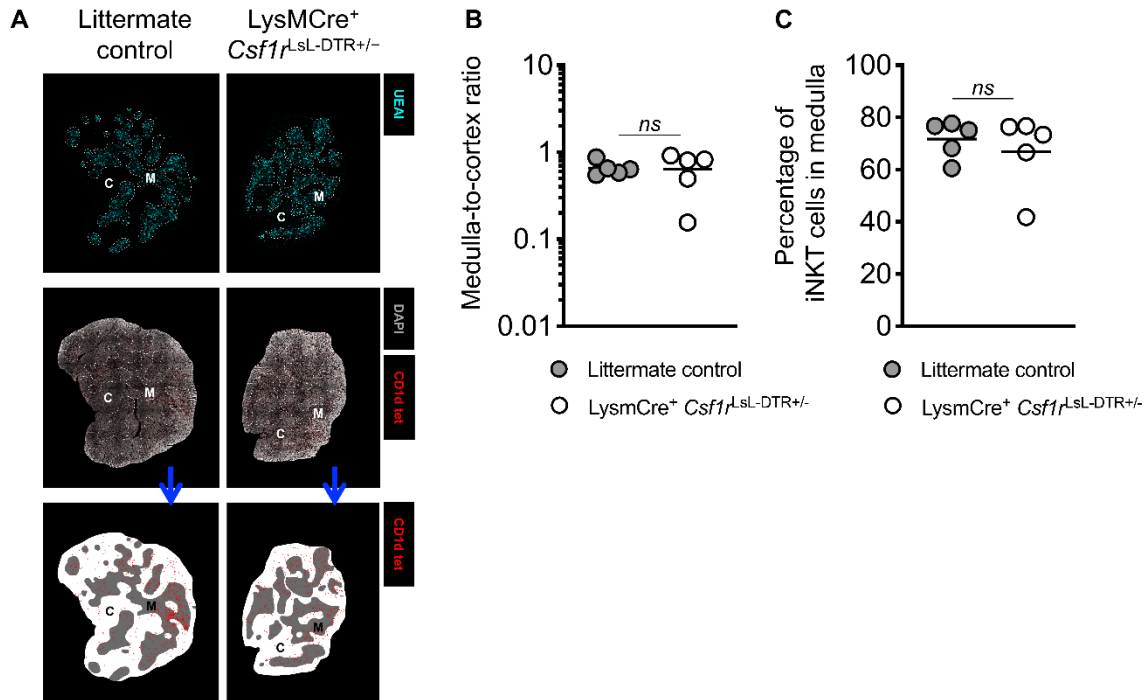 A
Littermate
control
LysMCre+
Csf1rLsL-DTR+/–
UEAI
C
M
C
M
DAPI
CD1d tet
C
M
C
M
CD1d tet
C
M
C
M
B
Medulla-to-cortex ratio
10
1
0.1
0.01
ns
Littermate control
LysmCre+ Csf1rLsL-DTR+/-
C
Percentage of
iNKT cells in medulla
100
80
60
40
20
0
ns
Littermate control
LysmCre+ Csf1rLsL-DTR+/-